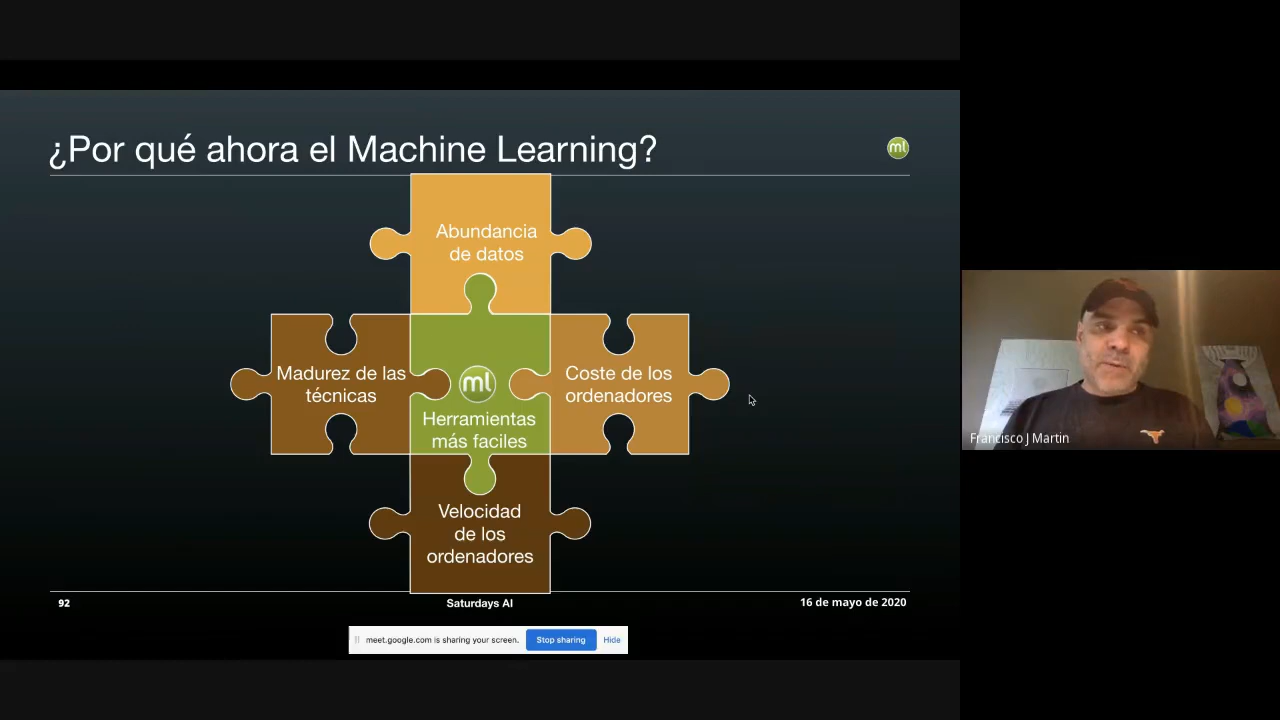 ¿Por qué ahora el Machine Learning?
ml
Abundancia
de datos
Madurez de las
técnicas
ml
Herramientas
más faciles
Coste de los
ordenadores
Velocidad
de los
ordenadores
92
Saturdays AI
16 de mayo de 2020
meet.google.com is sharing your screen.
Stop sharing
Hide
Francisco J Martin